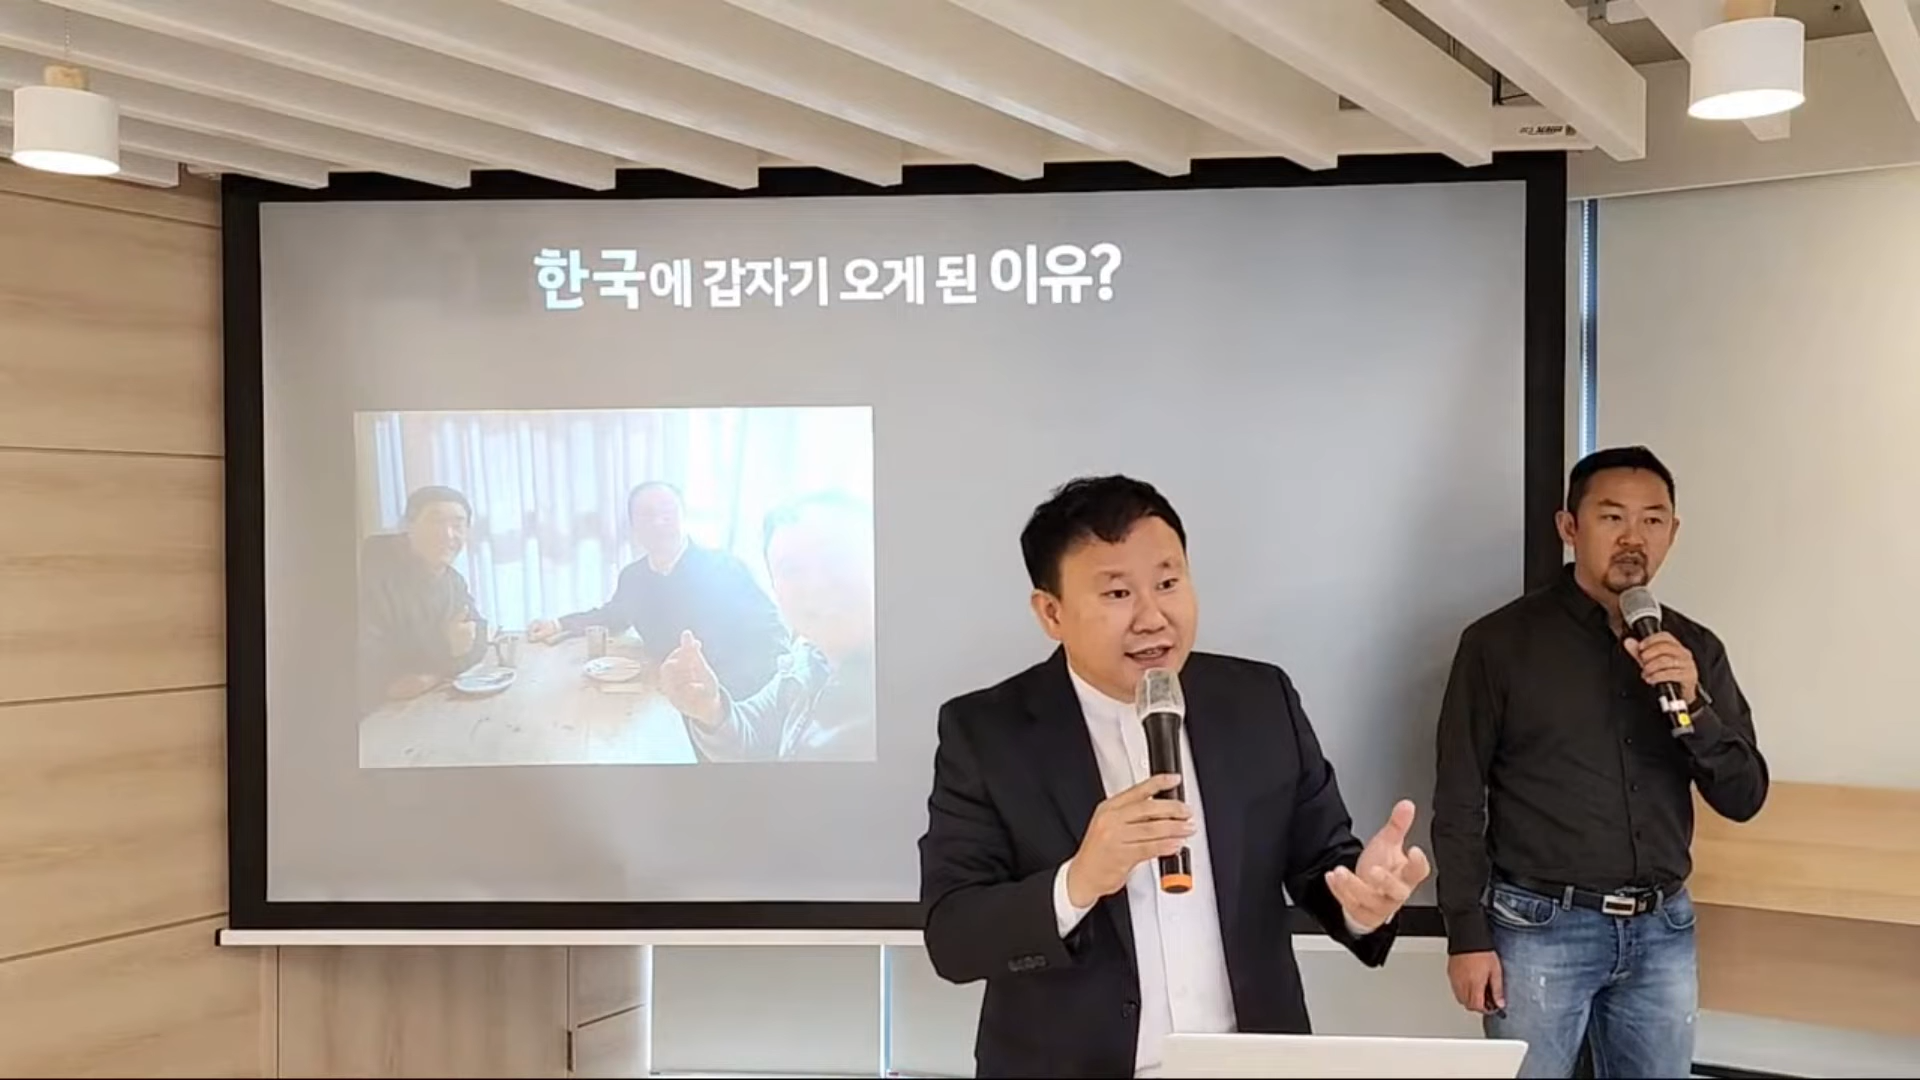 한국에 갑자기 오게 된 이유?